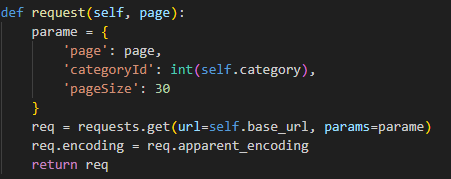 def request(self, page):
    parame = {
        'page': page,
        'categoryId': int(self.category),
        'pageSize': 30
    }
    req = requests.get(url=self.base_url, params=parame)
    req.encoding = req.apparent_encoding
    return req